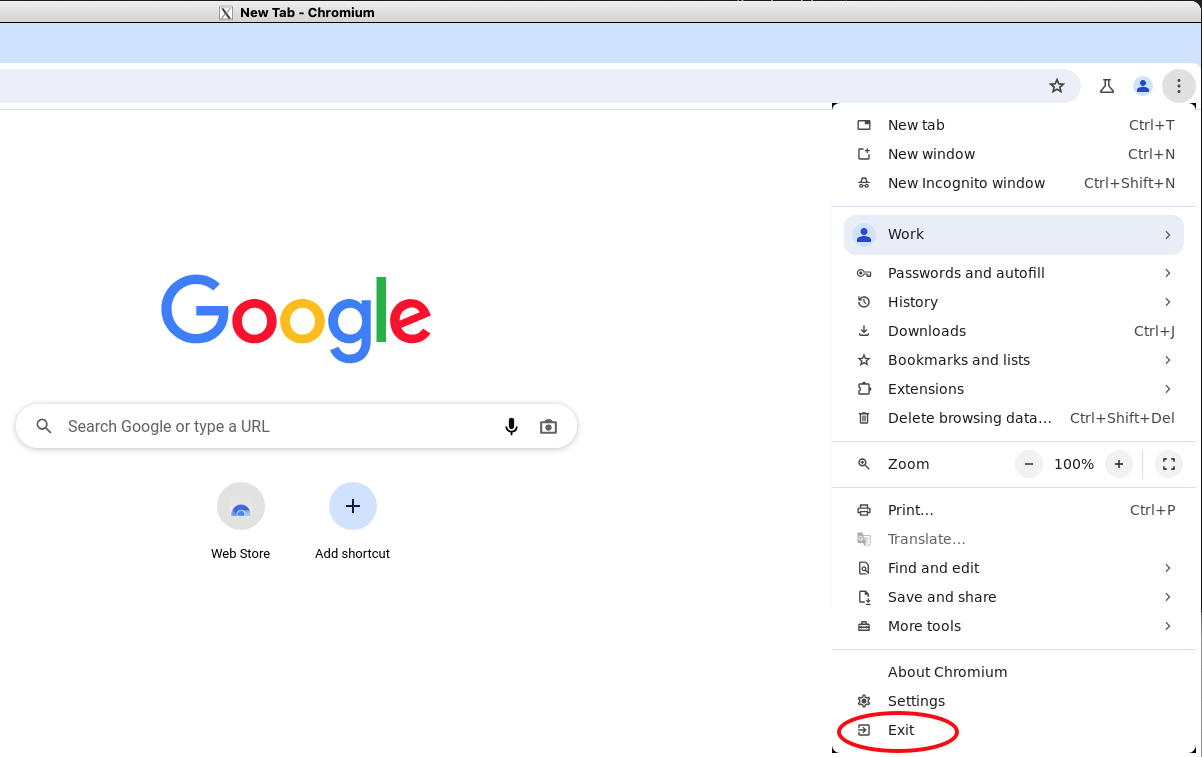 New Tab - Chromium
New tab Ctrl+T
New window Ctrl+N
New Incognito window Ctrl+Shift+N
Work
Passwords and autofill
History
Downloads Ctrl+J
Bookmarks and lists
Extensions
Delete browsing data... Ctrl+Shift+Del
Zoom − 100% +
Print... Ctrl+P
Translate...
Find and edit
Save and share
More tools
About Chromium
Settings
Exit
Google
Search Google or type a URL
Web Store Add shortcut